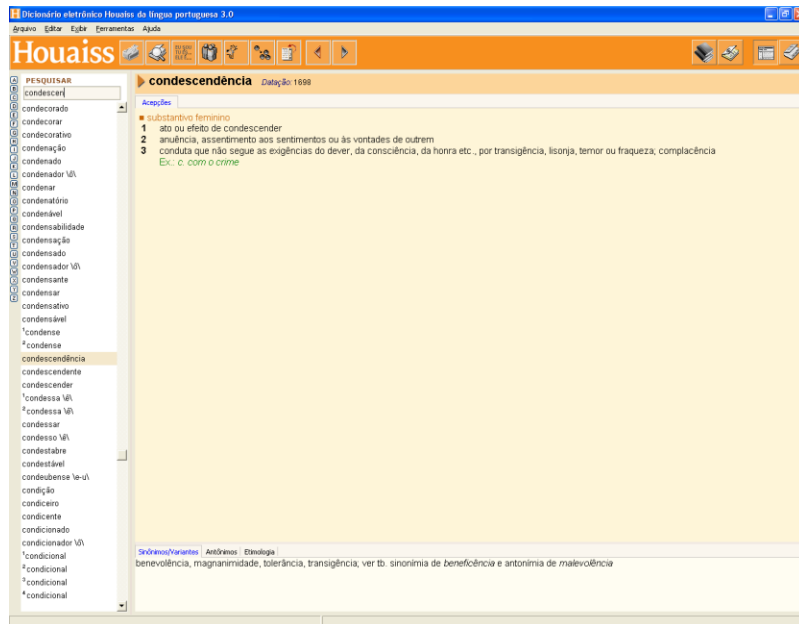 Dicionário eletrônico Houaiss da língua portuguesa 3.0
Arquivo Editar Exibir Ferramentas Ajuda
Houaiss
PESQUISAR
condescen
condecorado
condecorar
condecorativo
condenação
condenado
condenador \ô\
condenar
condenatório
condenável
condensabilidade
condensação
condensado
condensador \ô\
condensante
condensar
condensativo
condensável
¹condense
²condense
condescendência
condescendente
condescender
¹condessa \ê\
²condessa \ê\
condessar
condesso \ê\
condestabre
condestável
condeubense \e-u\
condição
condiceiro
condicente
condicionado
condicionador \ô\
¹condicional
²condicional
³condicional
⁴condicional
condescendência Datação: 1698
Acepções
substantivo feminino
1 ato ou efeito de condescender
2 anuência, assentimento aos sentimentos ou às vontades de outrem
3 conduta que não segue as exigências do dever, da consciência, da honra etc., por transigência, lisonja, temor ou fraqueza; complacência
Ex.: c. com o crime
Sinônimos/Variantes Antônimos Etimologia
benevolência, magnanimidade, tolerância, transigência; ver tb. sinonímia de beneficência e antonímia de malevolência